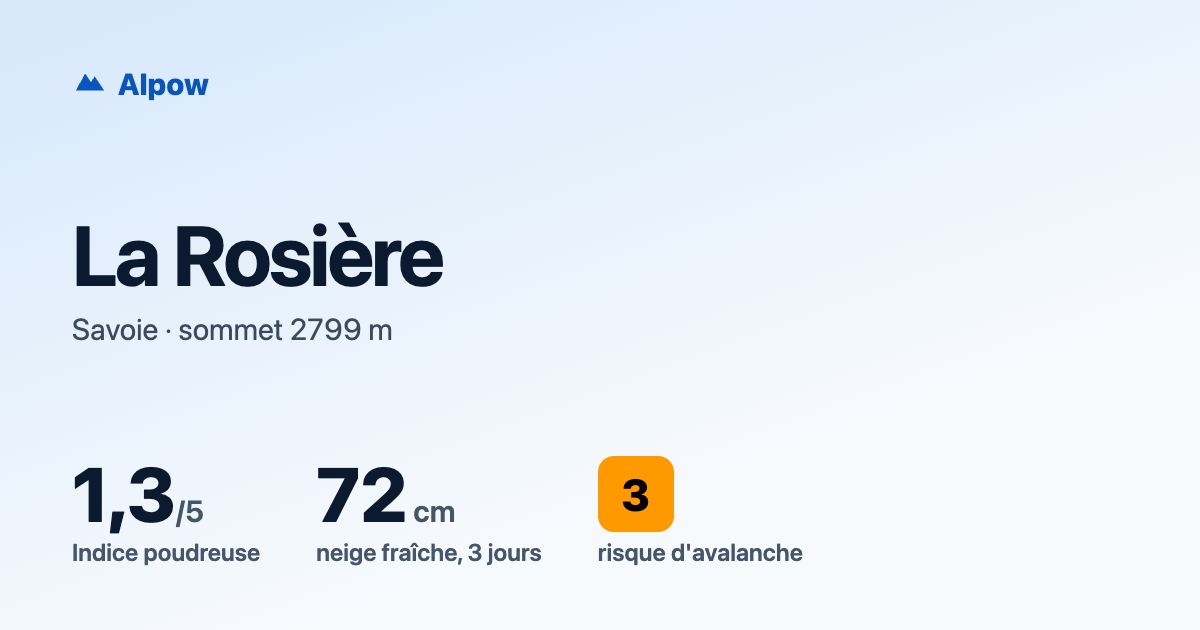 Alpow
La Rosière
Savoie · sommet 2799 m
1,3/5 72 cm 3
Indice poudreuse neige fraîche, 3 jours risque d'avalanche